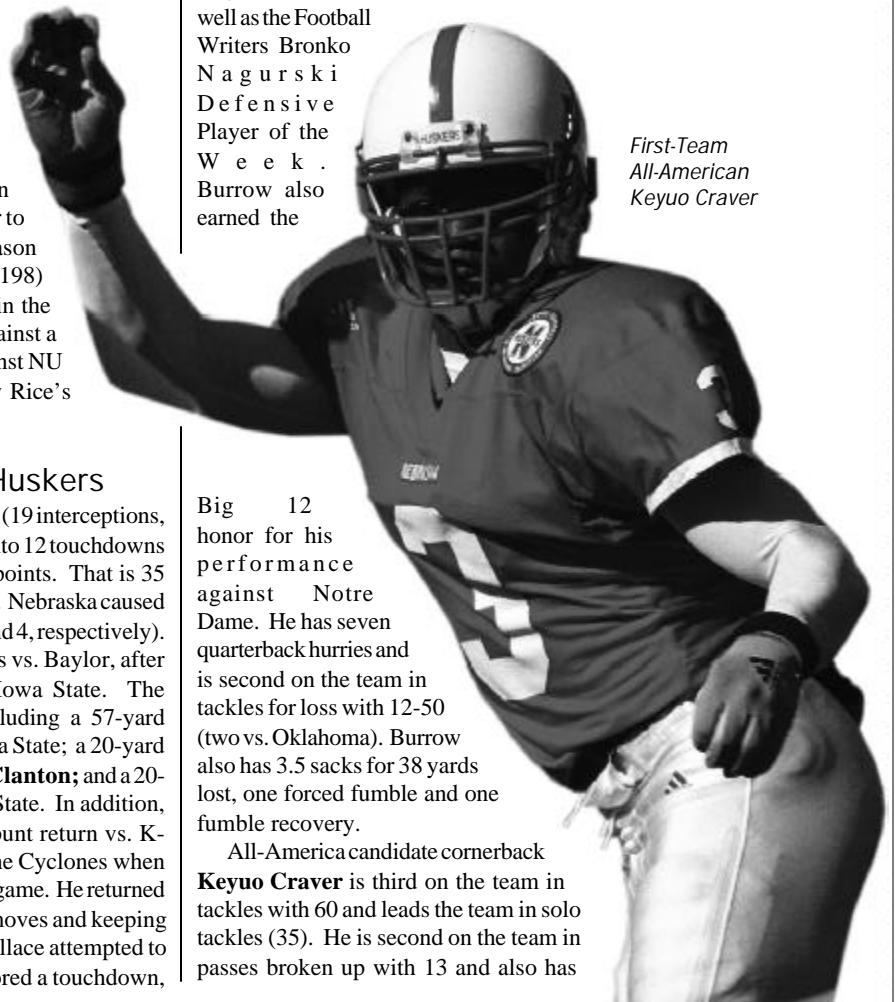 n
to
ason
198)
in the
ainst a
nst NU
Rice's
Huskers
(19 interceptions,
to 12 touchdowns
points. That is 35
Nebraska caused
d 4, respectively).
s vs. Baylor, after
Iowa State. The
luding a 57-yard
a State; a 20-yard
Clanton; and a 20-
State. In addition,
punt return vs. K-
he Cyclones when
game. He returned
moves and keeping
llace attempted to
ored a touchdown,
well as the Football
Writers Bronko
Nagurski
Defensive
Player of the
Week.
Burrow also
earned the
Big 12
honor for his
performance
against Notre
Dame. He has seven
quarterback hurries and
is second on the team in
tackles for loss with 12-50
(two vs. Oklahoma). Burrow
also has 3.5 sacks for 38 yards
lost, one forced fumble and one
fumble recovery.
All-America candidate cornerback
Keyuo Craver is third on the team in
tackles with 60 and leads the team in solo
tackles (35). He is second on the team in
passes broken up with 13 and also has
HUSKERS
N
3
NEBRASKA
3
First-Team
All-American
Keyuo Craver